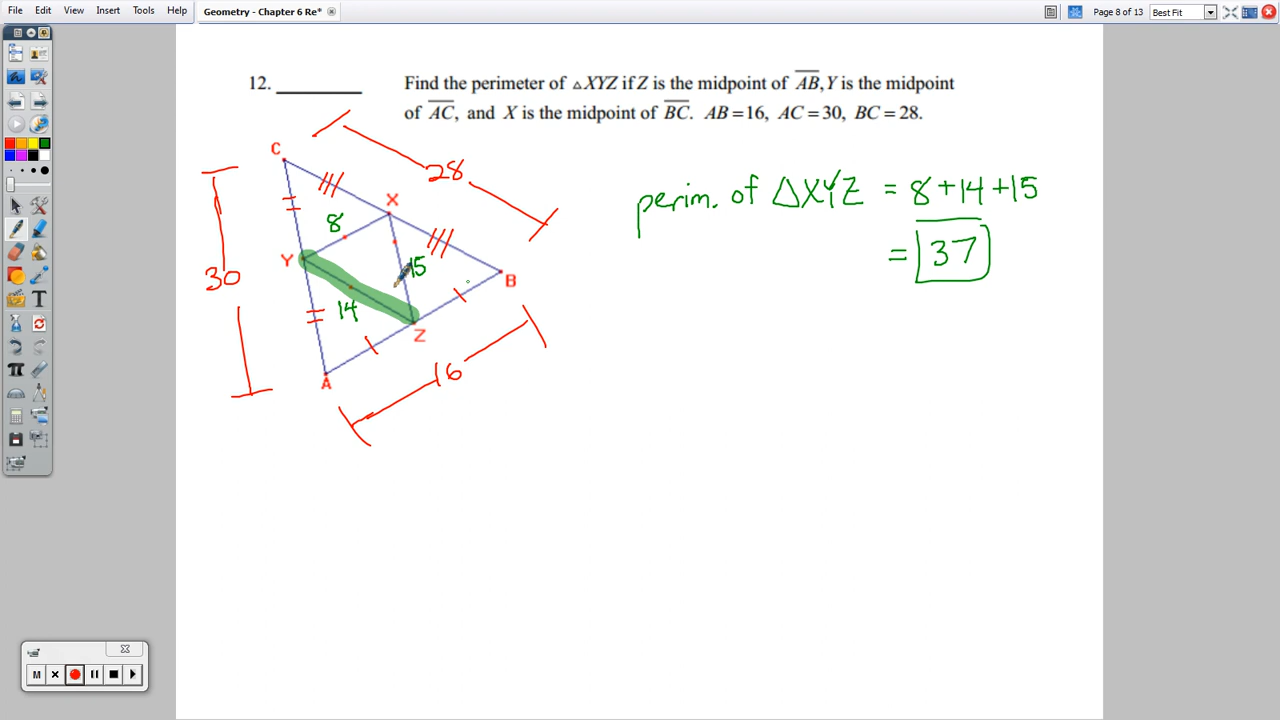 File Edit View Insert Tools Help Geometry - Chapter 6 Re* Page 8 of 13 Best Fit
12. ________ Find the perimeter of △XYZ if Z is the midpoint of AB, Y is the midpoint
of AC, and X is the midpoint of BC. AB = 16, AC = 30, BC = 28.
C
28
X
perim. of △XYZ = 8+14+15
8
= 37
Y
15
30
B
14
Z
16
A
M